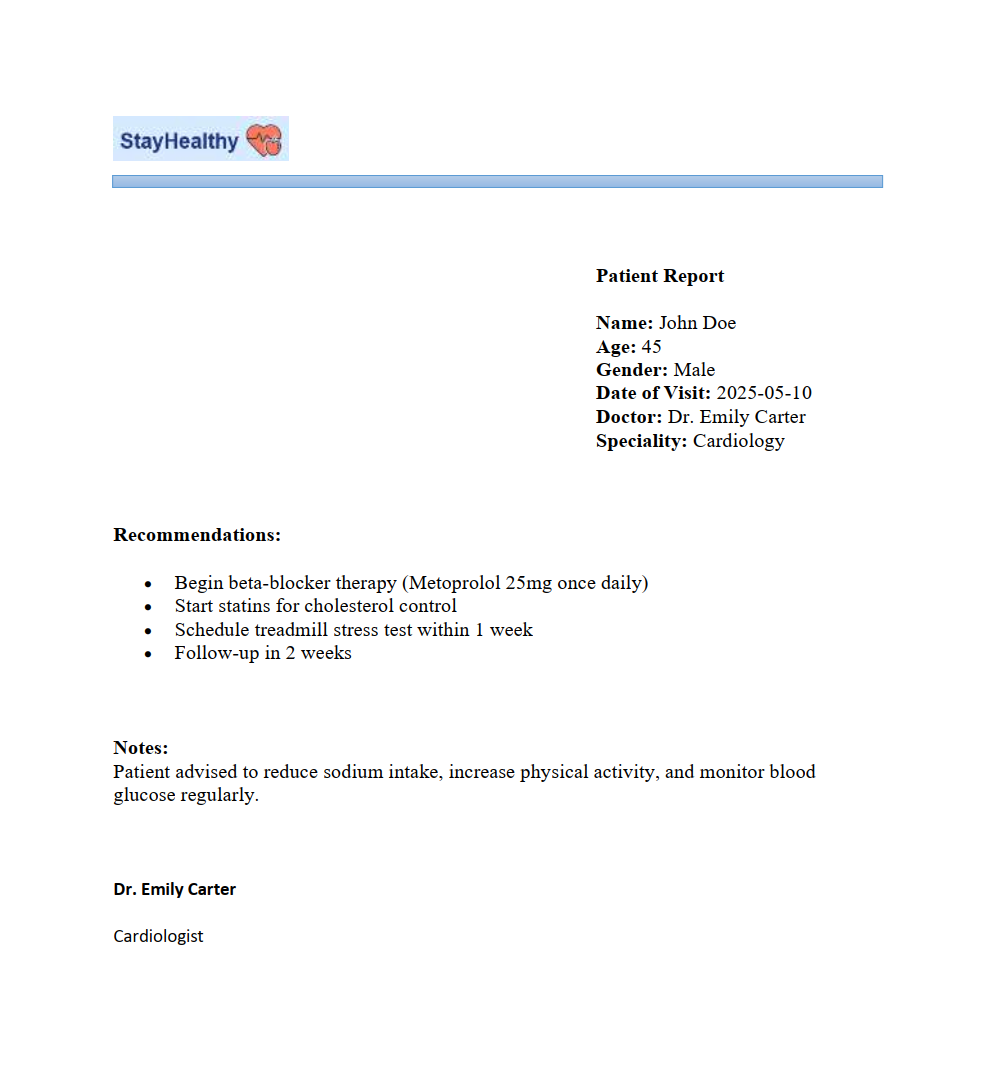 StayHealthy
Patient Report
Name: John Doe
Age: 45
Gender: Male
Date of Visit: 2025-05-10
Doctor: Dr. Emily Carter
Speciality: Cardiology
Recommendations:
• Begin beta-blocker therapy (Metoprolol 25mg once daily)
• Start statins for cholesterol control
• Schedule treadmill stress test within 1 week
• Follow-up in 2 weeks
Notes:
Patient advised to reduce sodium intake, increase physical activity, and monitor blood
glucose regularly.
Dr. Emily Carter
Cardiologist